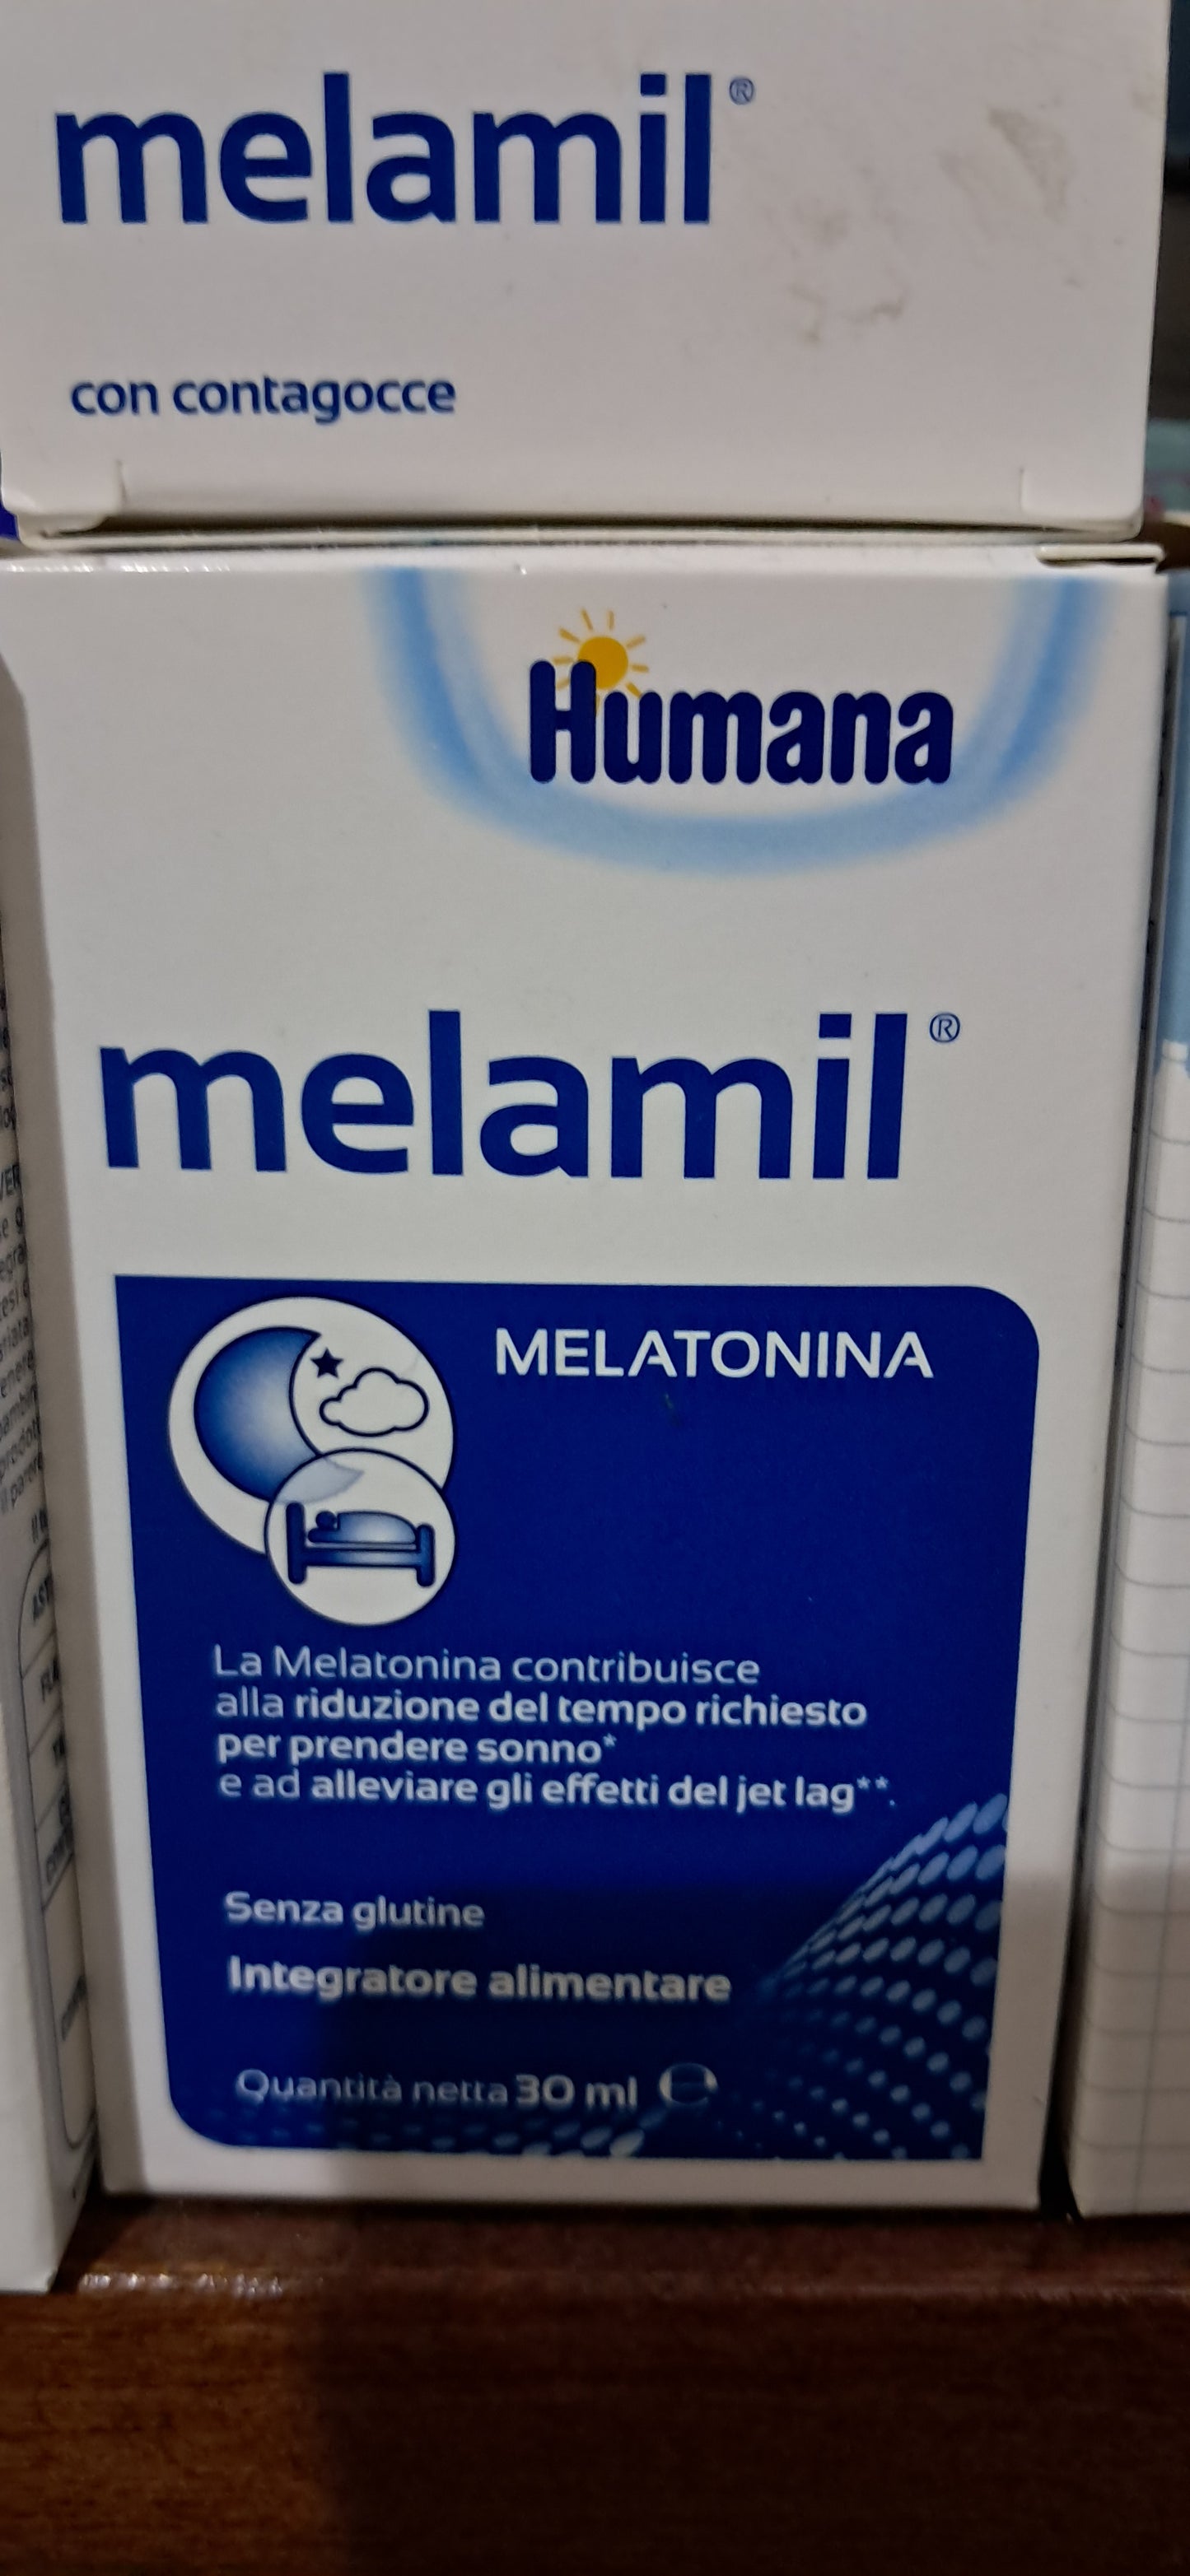 melamil®
con contagocce
Humana
melamil®
MELATONINA
La Melatonina contribuisce
alla riduzione del tempo richiesto
per prendere sonno*
e ad alleviare gli effetti del jet lag**.
Senza glutine
Integratore alimentare
Quantità netta 30 ml ℮